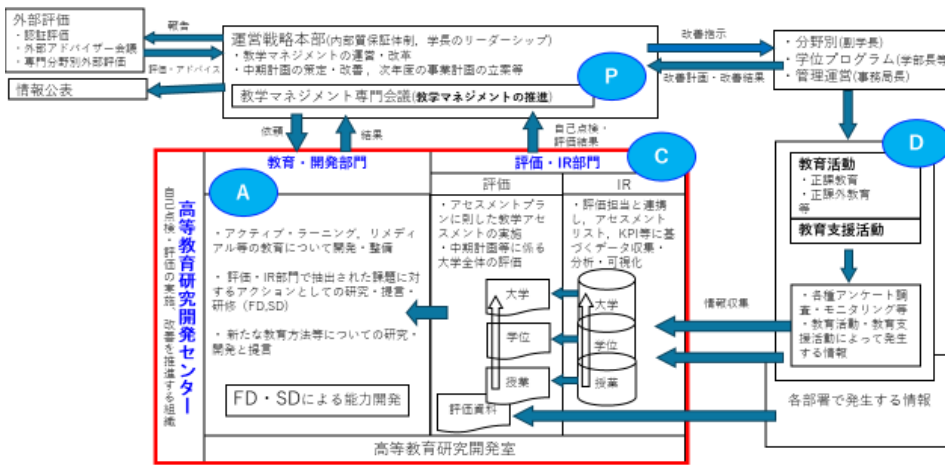 外部評価
・認証評価
・外部アドバイザー会議
・専門分野別外部評価
情報公表
報告
評価・アドバイス
運営戦略本部(内部質保証体制，学長のリーダーシップ)
・教学マネジメントの運営・改革
・中期計画の策定・改善，次年度の事業計画の立案等
教学マネジメント専門会議(教学マネジメントの推進)
P
改善指示
改善計画・改善結果
・分野別(副学長)
・学位プログラム(学部長等
・管理運営(事務局長)
依頼
結果
自己点検・
評価結果
自己点検・評価の実施、改善を推進する組織
高等教育研究開発センター
教育・開発部門
A
・アクティブ・ラーニング，リメディ
アル等の教育について開発・整備
・評価・IR部門で抽出された課題に対
するアクションとしての研究・提言・
研修（FD,SD)
・新たな教育方法等についての研究・
開発と提言
FD・SDによる能力開発
評価・IR部門
C
評価
・アセスメントプラ
ンに則した教学アセ
スメントの実施
・中期計画等に係る
大学全体の評価
大学
学位
授業
評価資料
IR
・評価担当と連携
し，アセスメント
リスト，KPI等に基
づくデータ収集・
分析・可視化
大学
学位
授業
高等教育研究開発室
情報収集
D
教育活動
・正課教育
・正課外教育
等
教育支援活動
・各種アンケート調
査・モニタリング等
・教育活動・教育支
援活動によって発生
する情報
各部署で発生する情報